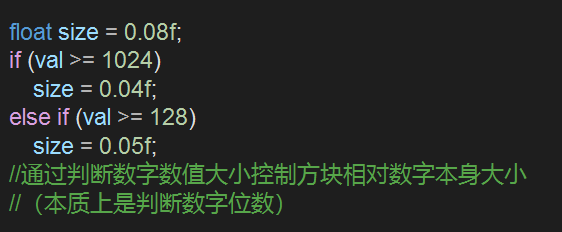 float size = 0.08f;
if (val >= 1024)
    size = 0.04f;
else if (val >= 128)
    size = 0.05f;
//通过判断数字数值大小控制方块相对数字本身大小
//（本质上是判断数字位数）